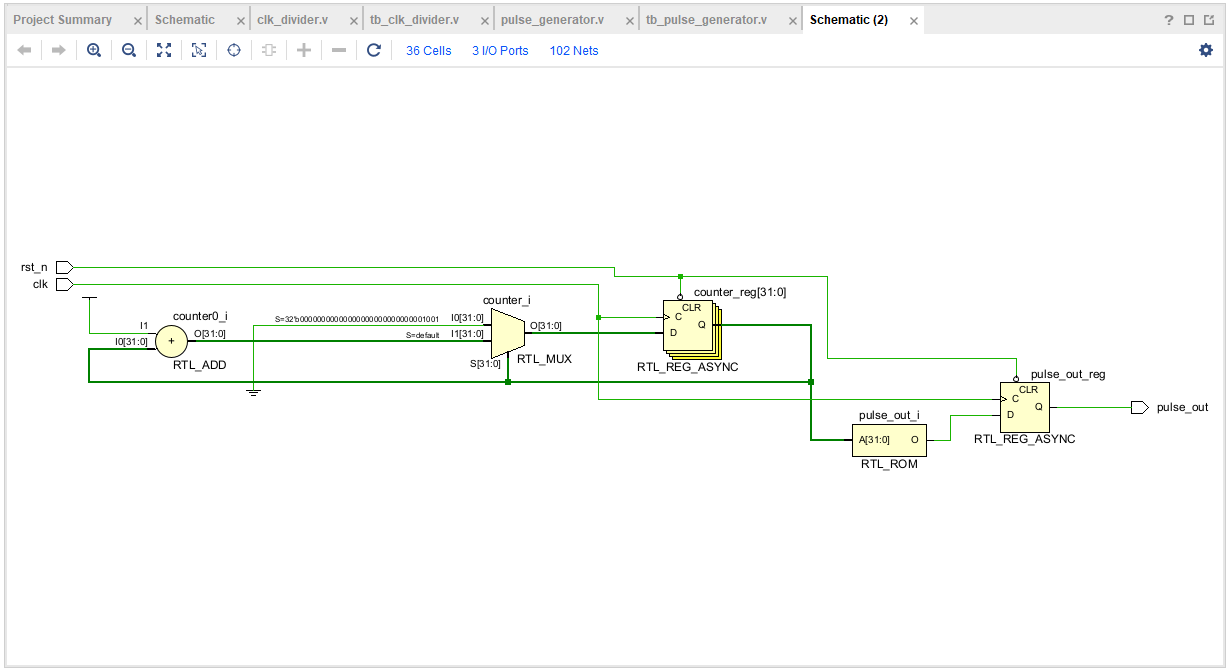 Project Summary × Schematic × clk_divider.v × tb_clk_divider.v × pulse_generator.v × tb_pulse_generator.v × Schematic (2) × ?
36 Cells 3 I/O Ports 102 Nets
rst_n
clk
counter0_i
I1
I0[31:0]
+
O[31:0]
RTL_ADD
counter_i
S=32'b00000000000000000000000000001001
I0[31:0]
S=default
I1[31:0]
O[31:0]
S[31:0]
RTL_MUX
counter_reg[31:0]
CLR
C
Q
D
RTL_REG_ASYNC
pulse_out_i
A[31:0] O
RTL_ROM
pulse_out_reg
CLR
C
Q
D
RTL_REG_ASYNC
pulse_out